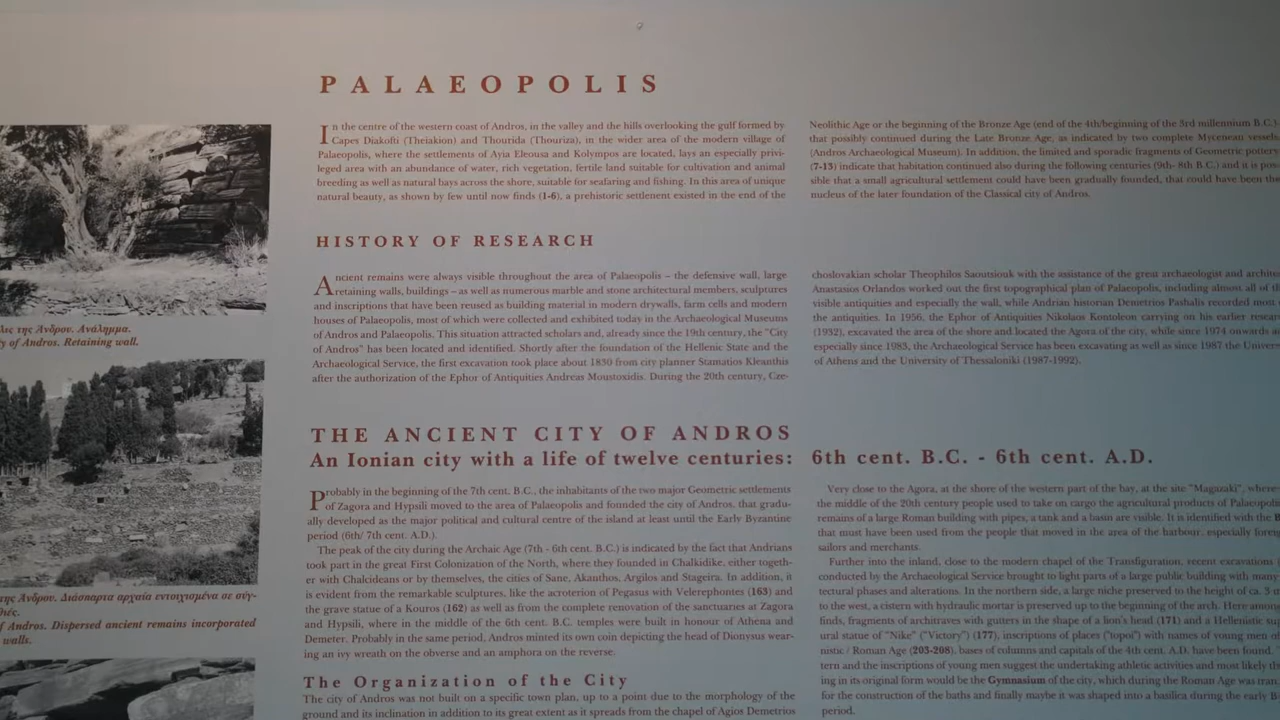 PALAEOPOLIS
In the centre of the western coast of Andros, in the valley and the hills overlooking the gulf formed by
Capes Diakofti (Theiakion) and Thourida (Thouriza), in the wider area of the modern village of
Palaeopolis, where the settlements of Ayia Eleousa and Kolympos are located, lays an especially privi-
leged area with an abundance of water, rich vegetation, fertile land suitable for cultivation and animal
breeding as well as natural bays across the shore, suitable for seafaring and fishing. In this area of unique
natural beauty, as shown by few until now finds (1-6), a prehistoric settlement existed in the end of the
Neolithic Age or the beginning of the Bronze Age (end of the 4th/beginning of the 3rd millennium B.C.)
that possibly continued during the Late Bronze Age, as indicated by two complete Mycenean vessels
(Andros Archaeological Museum). In addition, the limited and sporadic fragments of Geometric pottery
(7-13) indicate that habitation continued also during the following centuries (9th- 8th B.C.) and it is pos-
sible that a small agricultural settlement could have been gradually founded, that could have been the
nucleus of the later foundation of the Classical city of Andros.
HISTORY OF RESEARCH
Ancient remains were always visible throughout the area of Palaeopolis – the defensive wall, large
retaining walls, buildings – as well as numerous marble and stone architectural members, sculptures
and inscriptions that have been reused as building material in modern drywalls, farm cells and modern
houses of Palaeopolis, most of which were collected and exhibited today in the Archaeological Museums
of Andros and Palaeopolis. This situation attracted scholars and, already since the 19th century, the "City
of Andros" has been located and identified. Shortly after the foundation of the Hellenic State and the
Archaeological Service, the first excavation took place about 1830 from city planner Stamatios Kleanthis
after the authorization of the Ephor of Antiquities Andreas Moustoxidis. During the 20th century, Cze-
choslovakian scholar Theophilos Saoutsiouk with the assistance of the great archaeologist and archite
Anastasios Orlandos worked out the first topographical plan of Palaeopolis, including almost all of th
visible antiquities and especially the wall, while Andrian historian Demetrios Pashalis recorded most
the antiquities. In 1956, the Ephor of Antiquities Nikolaos Kontoleon carrying on his earlier resear
(1932), excavated the area of the shore and located the Agora of the city, while since 1974 onwards a
especially since 1983, the Archaeological Service has been excavating as well as since 1987 the Univer
of Athens and the University of Thessaloniki (1987-1992).
λις της Άνδρου. Ανάλημμα.
y of Andros. Retaining wall.
THE ANCIENT CITY OF ANDROS
An Ionian city with a life of twelve centuries: 6th cent. B.C. - 6th cent. A.D.
Probably in the beginning of the 7th cent. B.C., the inhabitants of the two major Geometric settlements
of Zagora and Hypsili moved to the area of Palaeopolis and founded the city of Andros, that gradu-
ally developed as the major political and cultural centre of the island at least until the Early Byzantine
period (6th/ 7th cent. A.D.).
The peak of the city during the Archaic Age (7th - 6th cent. B.C.) is indicated by the fact that Andrians
took part in the great First Colonization of the North, where they founded in Chalkidike, either togeth-
er with Chalcideans or by themselves, the cities of Sane, Akanthos, Argilos and Stageira. In addition, it
is evident from the remarkable sculptures, like the acroterion of Pegasus with Velerephontes (163) and
the grave statue of a Kouros (162) as well as from the complete renovation of the sanctuaries at Zagora
and Hypsili, where in the middle of the 6th cent. B.C. temples were built in honour of Athena and
Demeter. Probably in the same period, Andros minted its own coin depicting the head of Dionysus wear-
ing an ivy wreath on the obverse and an amphora on the reverse.
Very close to the Agora, at the shore of the western part of the bay, at the site "Magazaki", where
the middle of the 20th century people used to take on cargo the agricultural products of Palaeopolis
remains of a large Roman building with pipes, a tank and a basin are visible. It is identified with the
that must have been used from the people that moved in the area of the harbour, especially foreig
sailors and merchants.
Further into the inland, close to the modern chapel of the Transfiguration, recent excavations
conducted by the Archaeological Service brought to light parts of a large public building with many
tectural phases and alterations. In the northern side, a large niche preserved to the height of ca. 3 m
to the west, a cistern with hydraulic mortar is preserved up to the beginning of the arch. Here among
finds, fragments of architraves with gutters in the shape of a lion's head (171) and a Hellenistic su
ural statue of "Nike" ("Victory") (177), inscriptions of places ("topoi") with names of young men o
nistic / Roman Age (203-208), bases of columns and capitals of the 4th cent. A.D. have been found.
tern and the inscriptions of young men suggest the undertaking athletic activities and most likely th
ing in its original form would be the Gymnasium of the city, which during the Roman Age was tran
for the construction of the baths and finally maybe it was shaped into a basilica during the early B
period.
της Άνδρου. Διάσπαρτα αρχαία εντοιχισμένα σε σύγ-
f Andros. Dispersed ancient remains incorporated
walls.
The Organization of the City
The city of Andros was not built on a specific town plan, up to a point due to the morphology of the
ground and its inclination in addition to its great extent as it spreads from the chapel of Agios Demetrios